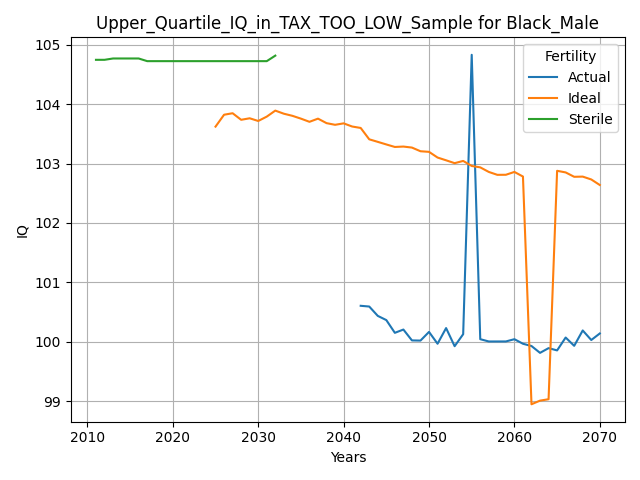 Upper_Quartile_IQ_in_TAX_TOO_LOW_Sample for Black_Male
Fertility
Actual
Ideal
Sterile
105
104
103
102
101
100
99
IQ
2010 2020 2030 2040 2050 2060 2070
Years